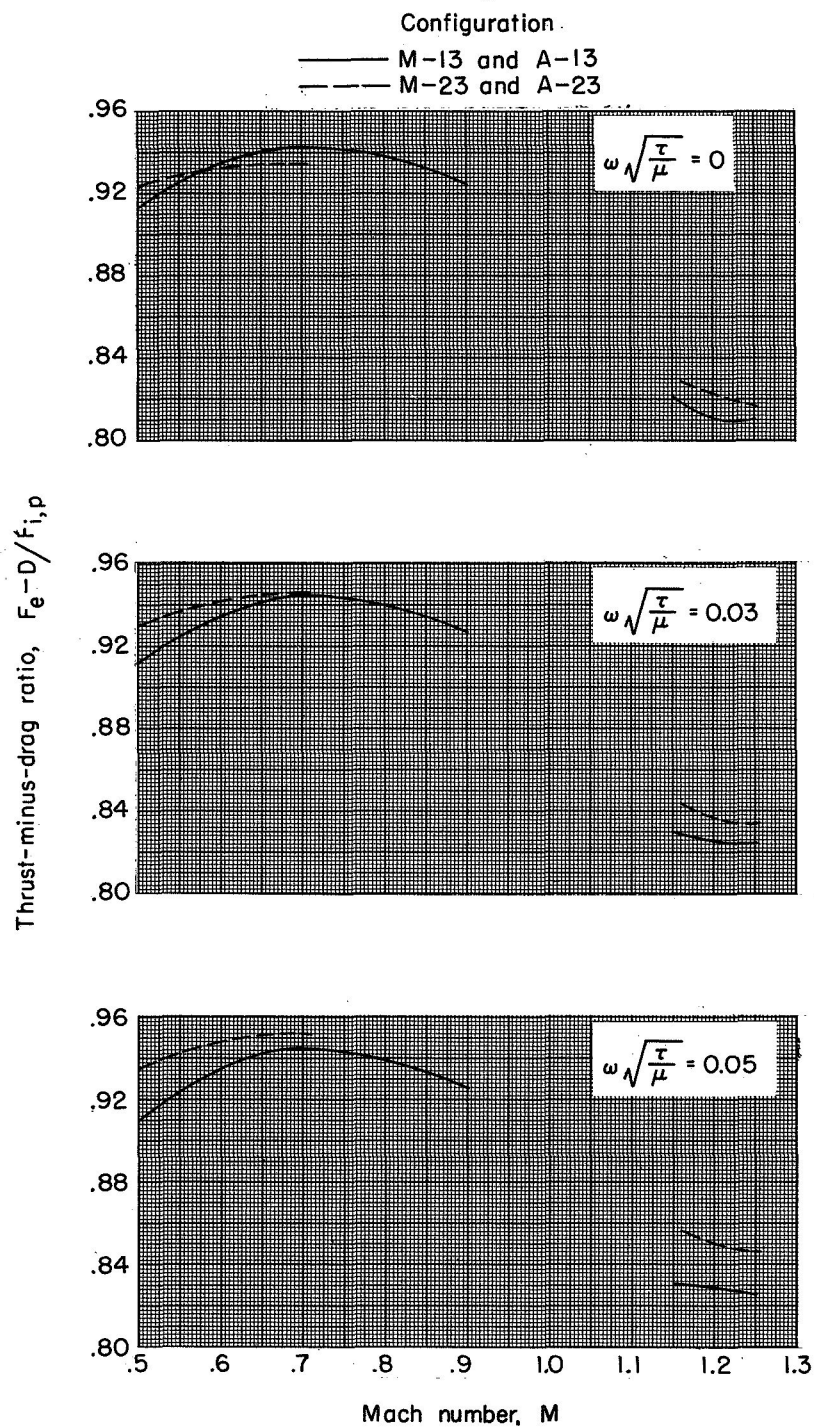 Configuration
M-13 and A-13
M-23 and A-23
.96
.92
.88
.84
.80
ω√τ/μ = 0
Thrust-minus-drag ratio, Fe-D/Fi,p
.96
.92
.88
.84
.80
ω√τ/μ = 0.03
.96
.92
.88
.84
.80
ω√τ/μ = 0.05
.5 .6 .7 .8 .9 1.0 1.1 1.2 1.3
Mach number, M